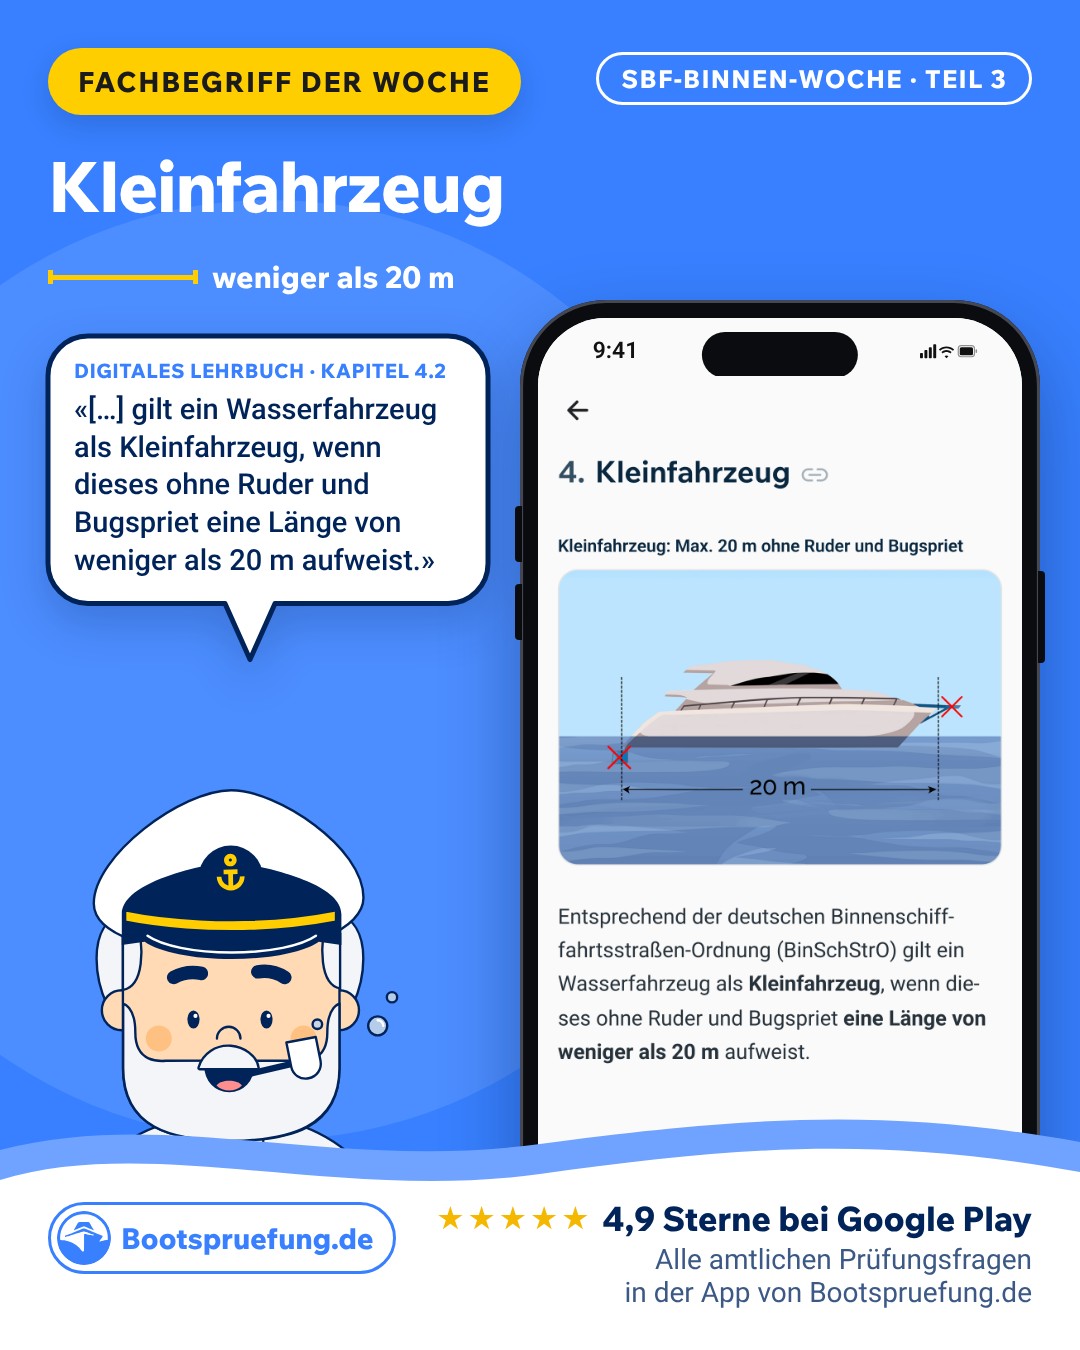 FACHBEGRIFF DER WOCHE
SBF-BINNEN-WOCHE · TEIL 3
Kleinfahrzeug
weniger als 20 m
DIGITALES LEHRBUCH · KAPITEL 4.2
«[…] gilt ein Wasserfahrzeug
als Kleinfahrzeug, wenn
dieses ohne Ruder und
Bugspriet eine Länge von
weniger als 20 m aufweist.»
9:41
4. Kleinfahrzeug
Kleinfahrzeug: Max. 20 m ohne Ruder und Bugspriet
20 m
Entsprechend der deutschen Binnenschiff-
fahrtsstraßen-Ordnung (BinSchStrO) gilt ein
Wasserfahrzeug als Kleinfahrzeug, wenn die-
ses ohne Ruder und Bugspriet eine Länge von
weniger als 20 m aufweist.
Bootspruefung.de
★★★★★ 4,9 Sterne bei Google Play
Alle amtlichen Prüfungsfragen
in der App von Bootspruefung.de